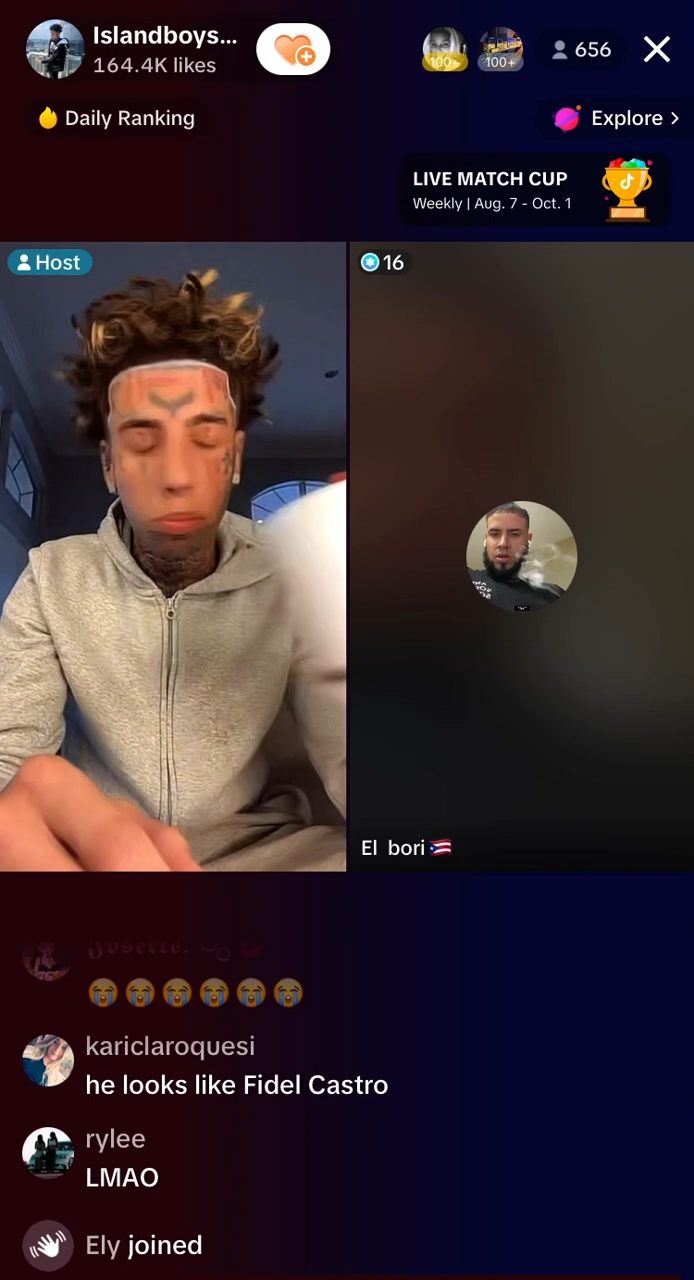 Islandboys...
164.4K likes
100+
100+
656
Daily Ranking
Explore >
LIVE MATCH CUP
Weekly | Aug. 7 - Oct. 1
Host
16
El bori
Josette.
kariclaroquesi
he looks like Fidel Castro
rylee
LMAO
Ely joined